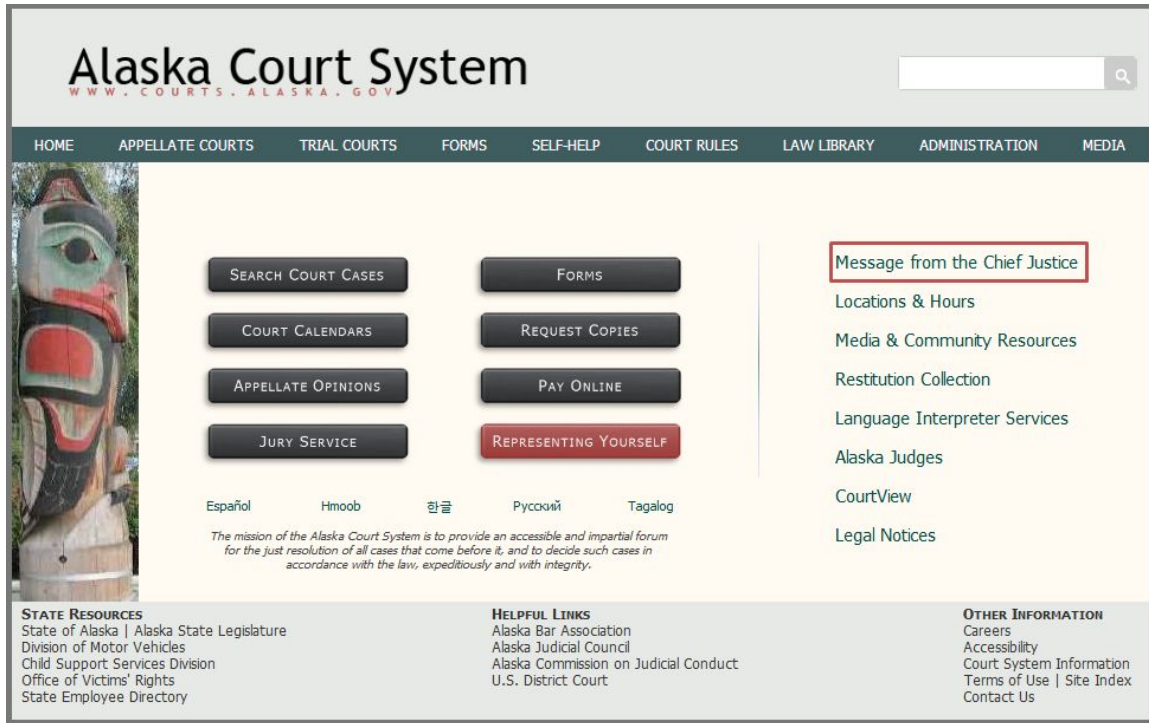 Alaska Court System
WWW.COURTS.ALASKA.GOV
HOME APPELLATE COURTS TRIAL COURTS FORMS SELF-HELP COURT RULES LAW LIBRARY ADMINISTRATION MEDIA
SEARCH COURT CASES
FORMS
COURT CALENDARS
REQUEST COPIES
APPELLATE OPINIONS
PAY ONLINE
JURY SERVICE
REPRESENTING YOURSELF
Español Hmoob 한글 Русский Tagalog
The mission of the Alaska Court System is to provide an accessible and impartial forum
for the just resolution of all cases that come before it, and to decide such cases in
accordance with the law, expeditiously and with integrity.
Message from the Chief Justice
Locations & Hours
Media & Community Resources
Restitution Collection
Language Interpreter Services
Alaska Judges
CourtView
Legal Notices
STATE RESOURCES
State of Alaska | Alaska State Legislature
Division of Motor Vehicles
Child Support Services Division
Office of Victims' Rights
State Employee Directory
HELPFUL LINKS
Alaska Bar Association
Alaska Judicial Council
Alaska Commission on Judicial Conduct
U.S. District Court
OTHER INFORMATION
Careers
Accessibility
Court System Information
Terms of Use | Site Index
Contact Us